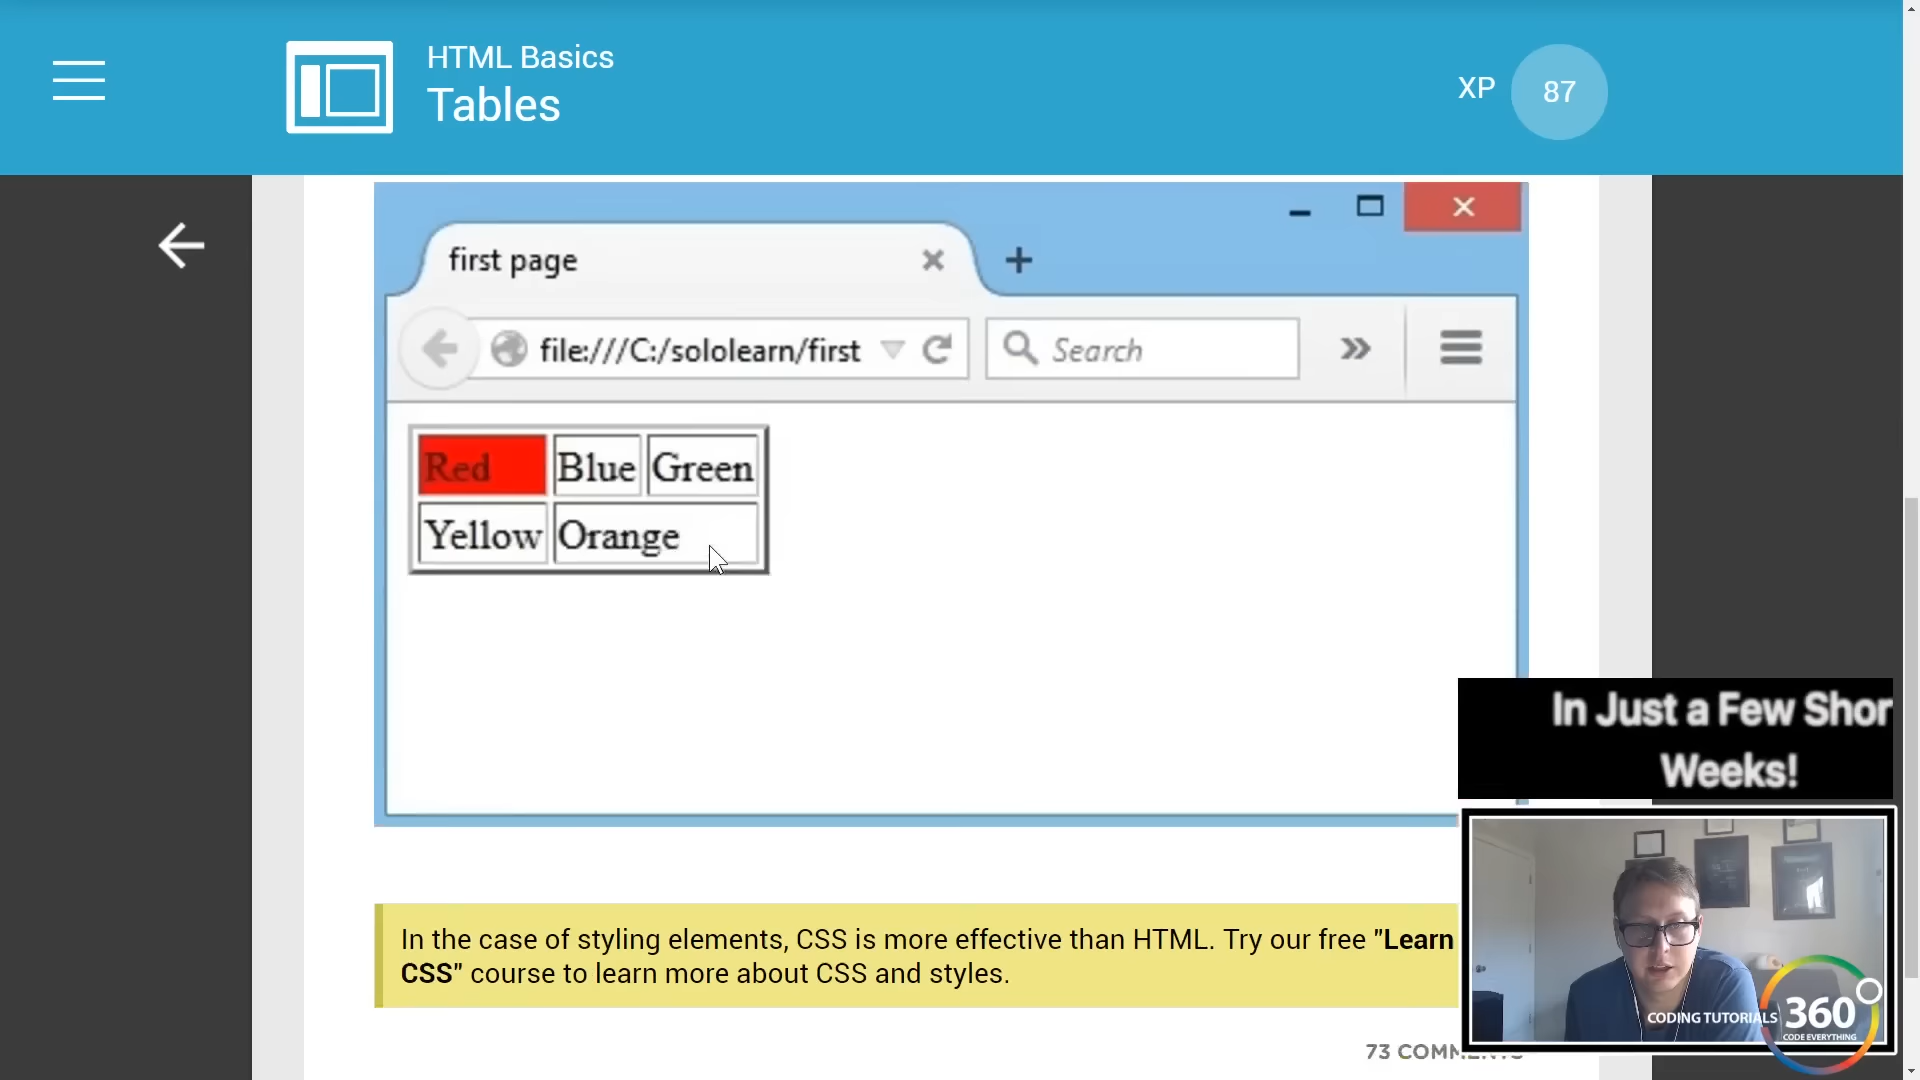 HTML Basics
Tables
XP 87
first page
file:///C:/sololearn/first
Search
Red Blue Green
Yellow Orange
In Just a Few Shor
Weeks!
In the case of styling elements, CSS is more effective than HTML. Try our free "Learn
CSS" course to learn more about CSS and styles.
CODING TUTORIALS 360
CODE EVERYTHING
73 COMMENTS